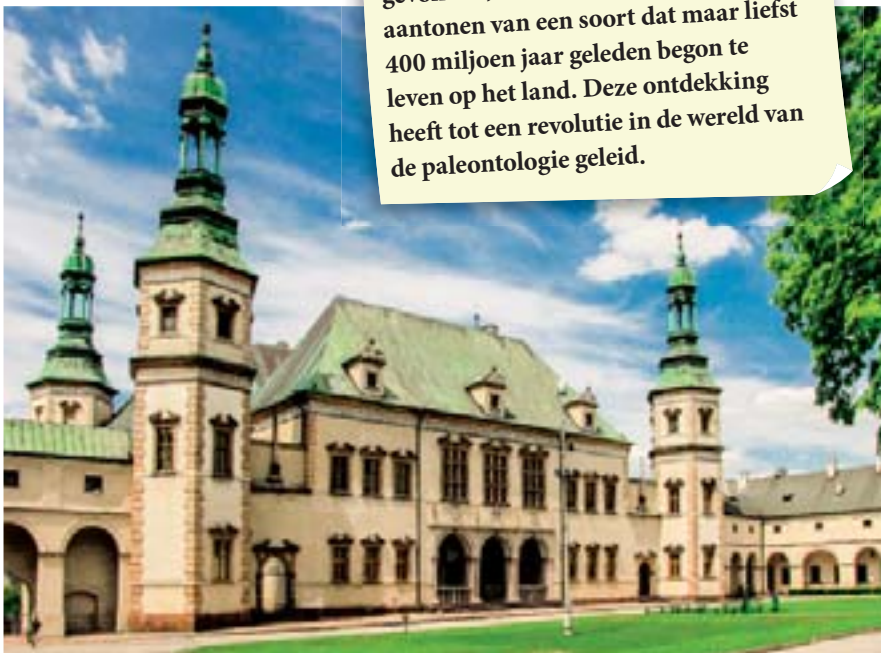 aantonen van een soort dat maar liefst
400 miljoen jaar geleden begon te
leven op het land. Deze ontdekking
heeft tot een revolutie in de wereld van
de paleontologie geleid.